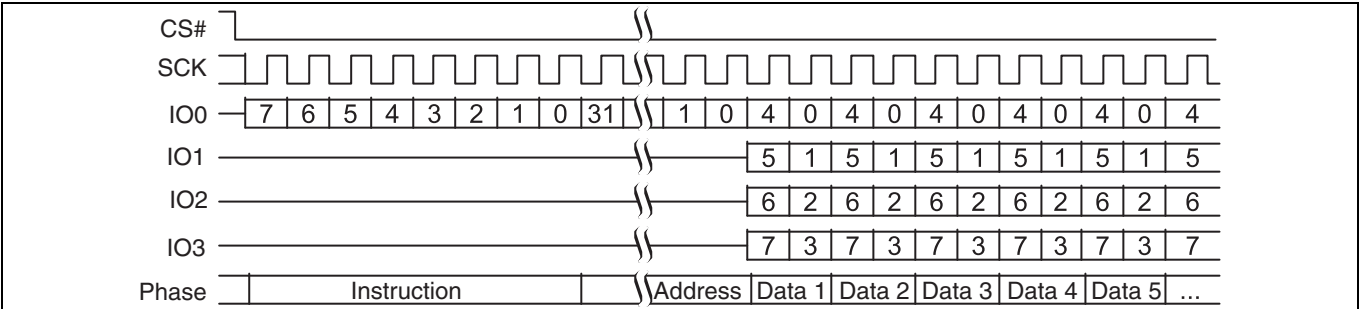 CS#
SCK
IO0 7 6 5 4 3 2 1 0 31 1 0 4 0 4 0 4 0 4 0 4 0 4
IO1 5 1 5 1 5 1 5 1 5 1 5
IO2 6 2 6 2 6 2 6 2 6 2 6
IO3 7 3 7 3 7 3 7 3 7 3 7
Phase Instruction Address Data 1 Data 2 Data 3 Data 4 Data 5 ...